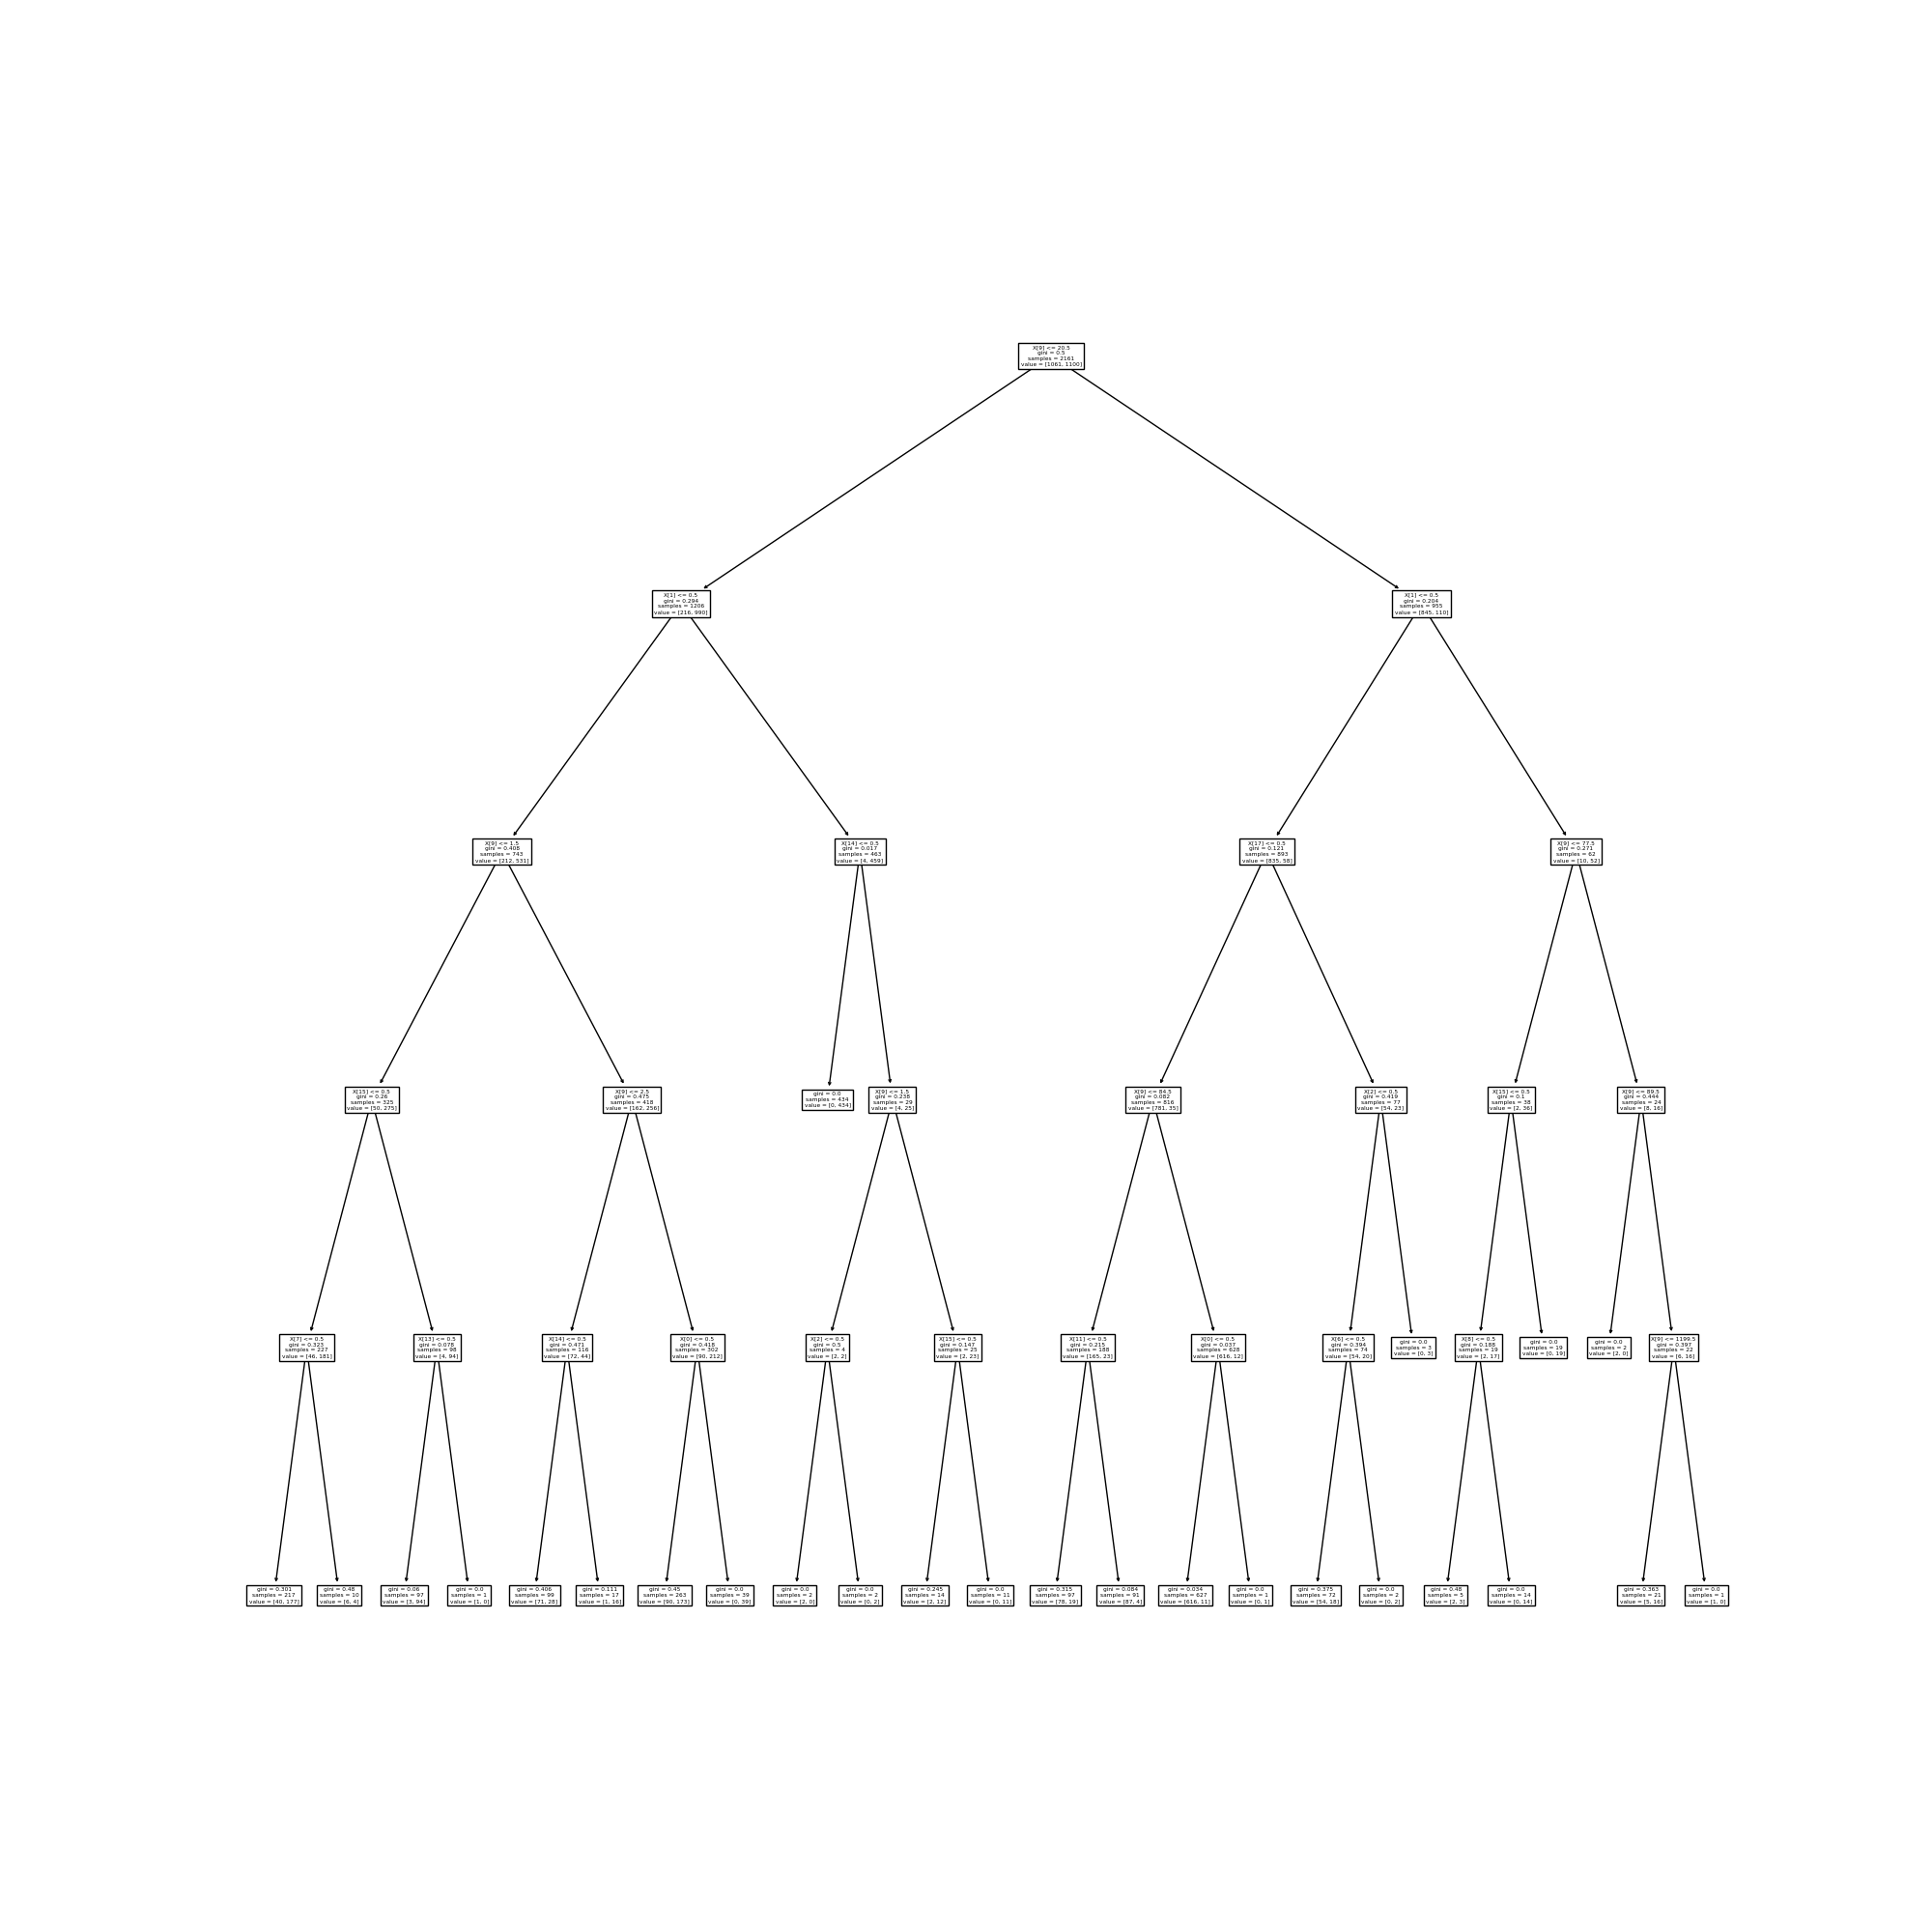 X[9] <= 20.5
gini = 0.5
samples = 2161
value = [1061, 1100]
X[1] <= 0.5
gini = 0.294
samples = 1206
value = [216, 990]
X[1] <= 0.5
gini = 0.204
samples = 955
value = [845, 110]
X[9] <= 1.5
gini = 0.408
samples = 743
value = [212, 531]
X[14] <= 0.5
gini = 0.017
samples = 463
value = [4, 459]
X[17] <= 0.5
gini = 0.121
samples = 893
value = [835, 58]
X[9] <= 77.5
gini = 0.271
samples = 62
value = [10, 52]
X[15] <= 0.5
gini = 0.26
samples = 325
value = [50, 275]
X[9] <= 2.5
gini = 0.475
samples = 418
value = [162, 256]
gini = 0.0
samples = 434
value = [0, 434]
X[9] <= 1.5
gini = 0.238
samples = 29
value = [4, 25]
X[9] <= 84.5
gini = 0.082
samples = 816
value = [781, 35]
X[2] <= 0.5
gini = 0.419
samples = 77
value = [54, 23]
X[15] <= 0.5
gini = 0.1
samples = 38
value = [2, 36]
X[9] <= 89.5
gini = 0.444
samples = 24
value = [8, 16]
X[7] <= 0.5
gini = 0.323
samples = 227
value = [46, 181]
X[13] <= 0.5
gini = 0.078
samples = 98
value = [4, 94]
X[14] <= 0.5
gini = 0.471
samples = 116
value = [72, 44]
X[0] <= 0.5
gini = 0.418
samples = 302
value = [90, 212]
X[2] <= 0.5
gini = 0.5
samples = 4
value = [2, 2]
X[15] <= 0.5
gini = 0.147
samples = 25
value = [2, 23]
X[11] <= 0.5
gini = 0.215
samples = 188
value = [165, 23]
X[0] <= 0.5
gini = 0.037
samples = 628
value = [616, 12]
X[6] <= 0.5
gini = 0.394
samples = 74
value = [54, 20]
gini = 0.0
samples = 3
value = [0, 3]
X[8] <= 0.5
gini = 0.188
samples = 19
value = [2, 17]
gini = 0.0
samples = 19
value = [0, 19]
gini = 0.0
samples = 2
value = [2, 0]
X[9] <= 1199.5
gini = 0.397
samples = 22
value = [6, 16]
gini = 0.301
samples = 217
value = [40, 177]
gini = 0.48
samples = 10
value = [6, 4]
gini = 0.06
samples = 97
value = [3, 94]
gini = 0.0
samples = 1
value = [1, 0]
gini = 0.406
samples = 99
value = [71, 28]
gini = 0.111
samples = 17
value = [1, 16]
gini = 0.45
samples = 263
value = [90, 173]
gini = 0.0
samples = 39
value = [0, 39]
gini = 0.0
samples = 2
value = [2, 0]
gini = 0.0
samples = 2
value = [0, 2]
gini = 0.245
samples = 14
value = [2, 12]
gini = 0.0
samples = 11
value = [0, 11]
gini = 0.315
samples = 97
value = [78, 19]
gini = 0.084
samples = 91
value = [87, 4]
gini = 0.034
samples = 627
value = [616, 11]
gini = 0.0
samples = 1
value = [0, 1]
gini = 0.375
samples = 72
value = [54, 18]
gini = 0.0
samples = 2
value = [0, 2]
gini = 0.48
samples = 5
value = [2, 3]
gini = 0.0
samples = 14
value = [0, 14]
gini = 0.363
samples = 21
value = [5, 16]
gini = 0.0
samples = 1
value = [1, 0]